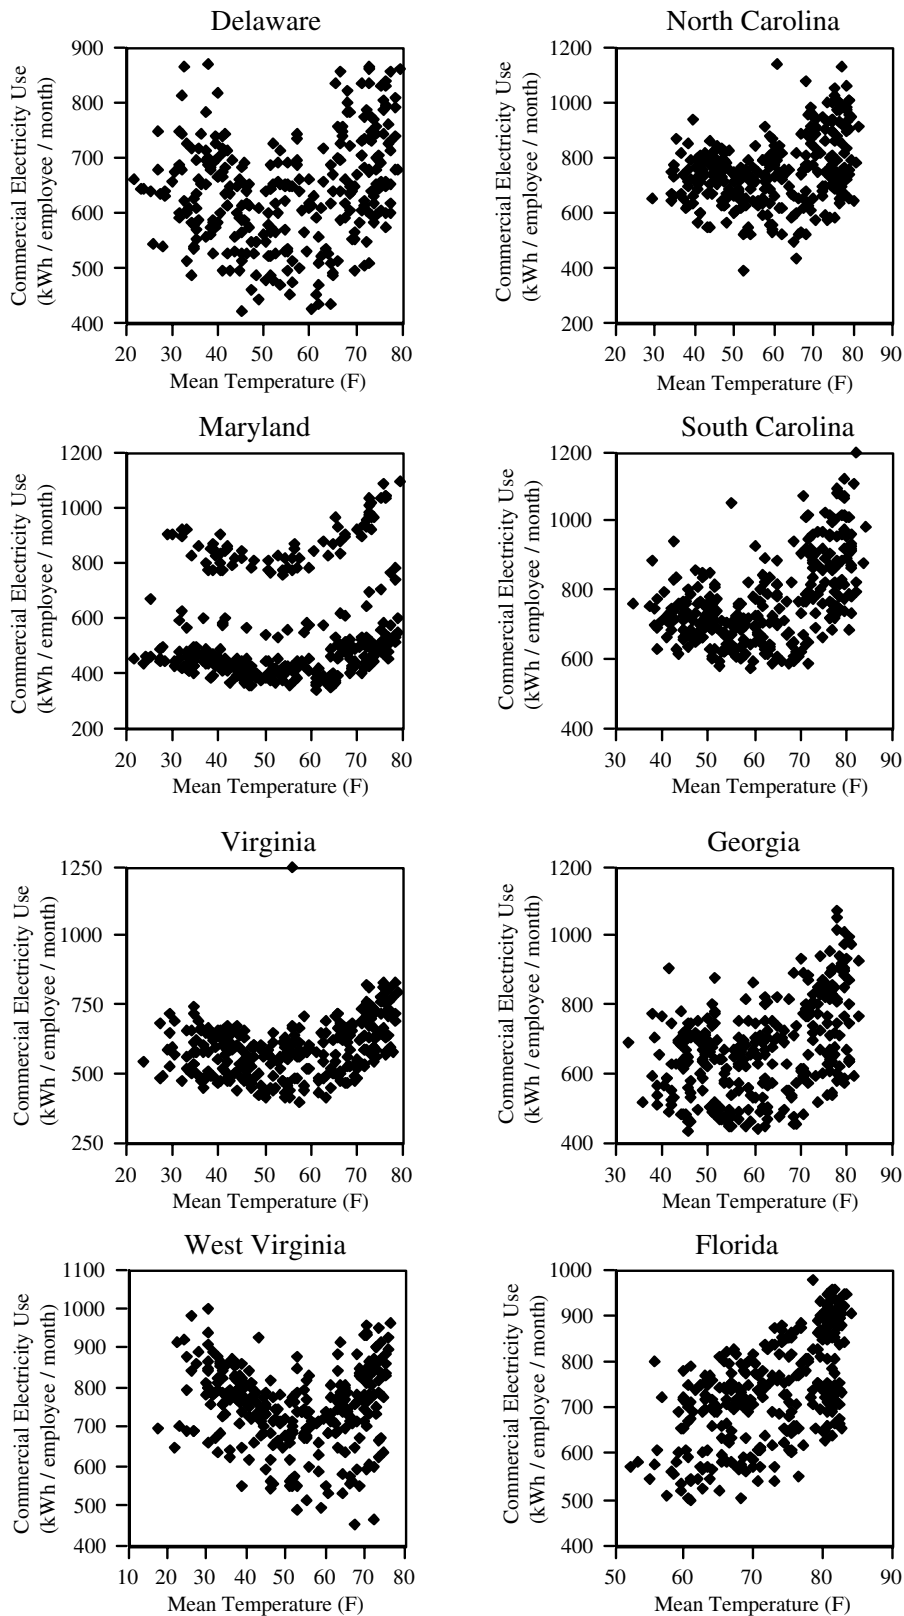 Delaware
Commercial Electricity Use
(kWh / employee / month)
900
800
700
600
500
400
20 30 40 50 60 70 80
Mean Temperature (F)
North Carolina
Commercial Electricity Use
(kWh / employee / month)
1200
1000
800
600
400
200
20 30 40 50 60 70 80 90
Mean Temperature (F)
Maryland
Commercial Electricity Use
(kWh / employee / month)
1200
1000
800
600
400
200
20 30 40 50 60 70 80
Mean Temperature (F)
South Carolina
Commercial Electricity Use
(kWh / employee / month)
1200
1000
800
600
400
30 40 50 60 70 80 90
Mean Temperature (F)
Virginia
Commercial Electricity Use
(kWh / employee / month)
1250
1000
750
500
250
20 30 40 50 60 70 80
Mean Temperature (F)
Georgia
Commercial Electricity Use
(kWh / employee / month)
1200
1000
800
600
400
30 40 50 60 70 80 90
Mean Temperature (F)
West Virginia
Commercial Electricity Use
(kWh / employee / month)
1100
1000
900
800
700
600
500
400
10 20 30 40 50 60 70 80
Mean Temperature (F)
Florida
Commercial Electricity Use
(kWh / employee / month)
1000
900
800
700
600
500
400
50 60 70 80 90
Mean Temperature (F)